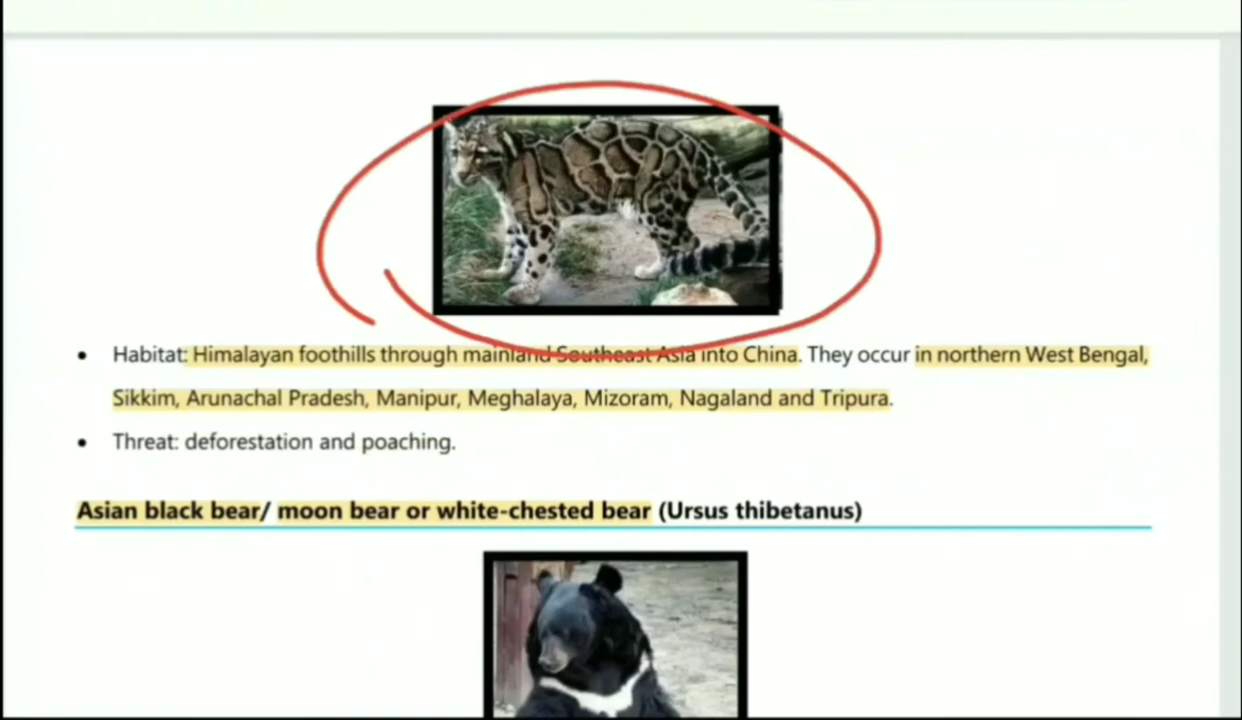 • Habitat: Himalayan foothills through mainland Southeast Asia into China. They occur in northern West Bengal,
Sikkim, Arunachal Pradesh, Manipur, Meghalaya, Mizoram, Nagaland and Tripura.
• Threat: deforestation and poaching.
Asian black bear/ moon bear or white-chested bear (Ursus thibetanus)